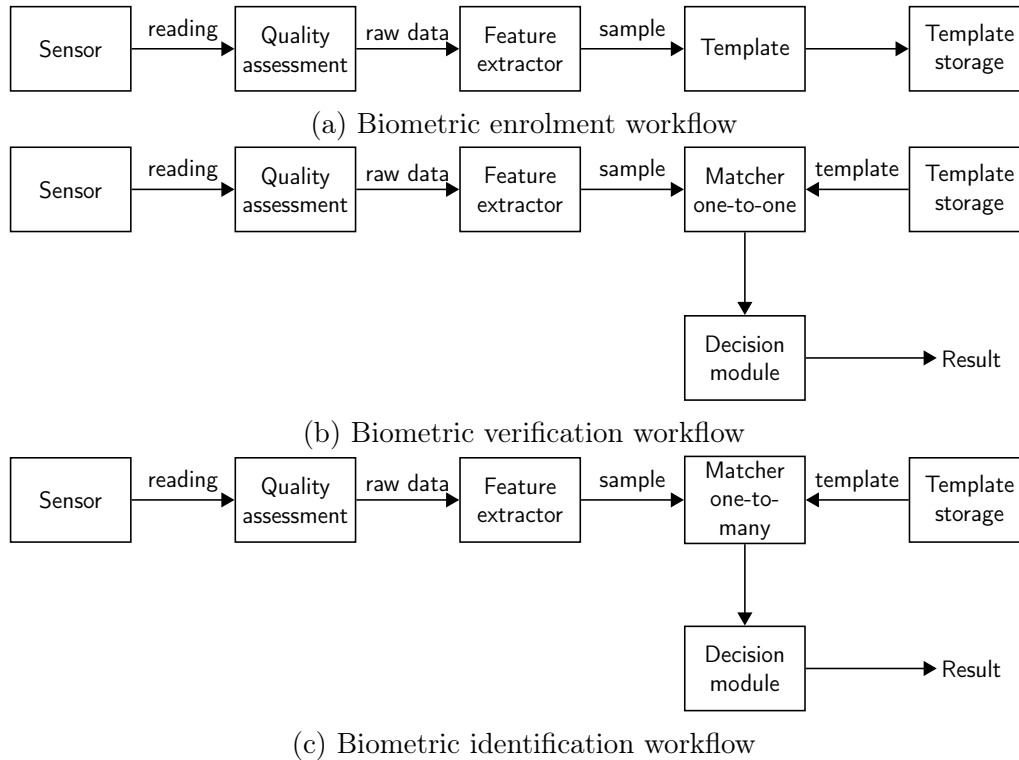 reading
raw data
sample
Sensor
Quality
assessment
Feature
extractor
Template
Template
storage
(a) Biometric enrolment workflow
reading
raw data
sample
template
Sensor
Quality
assessment
Feature
extractor
Matcher
one-to-one
Template
storage
Decision
module
Result
(b) Biometric verification workflow
reading
raw data
sample
template
Sensor
Quality
assessment
Feature
extractor
Matcher
one-to-
many
Template
storage
Decision
module
Result
(c) Biometric identification workflow